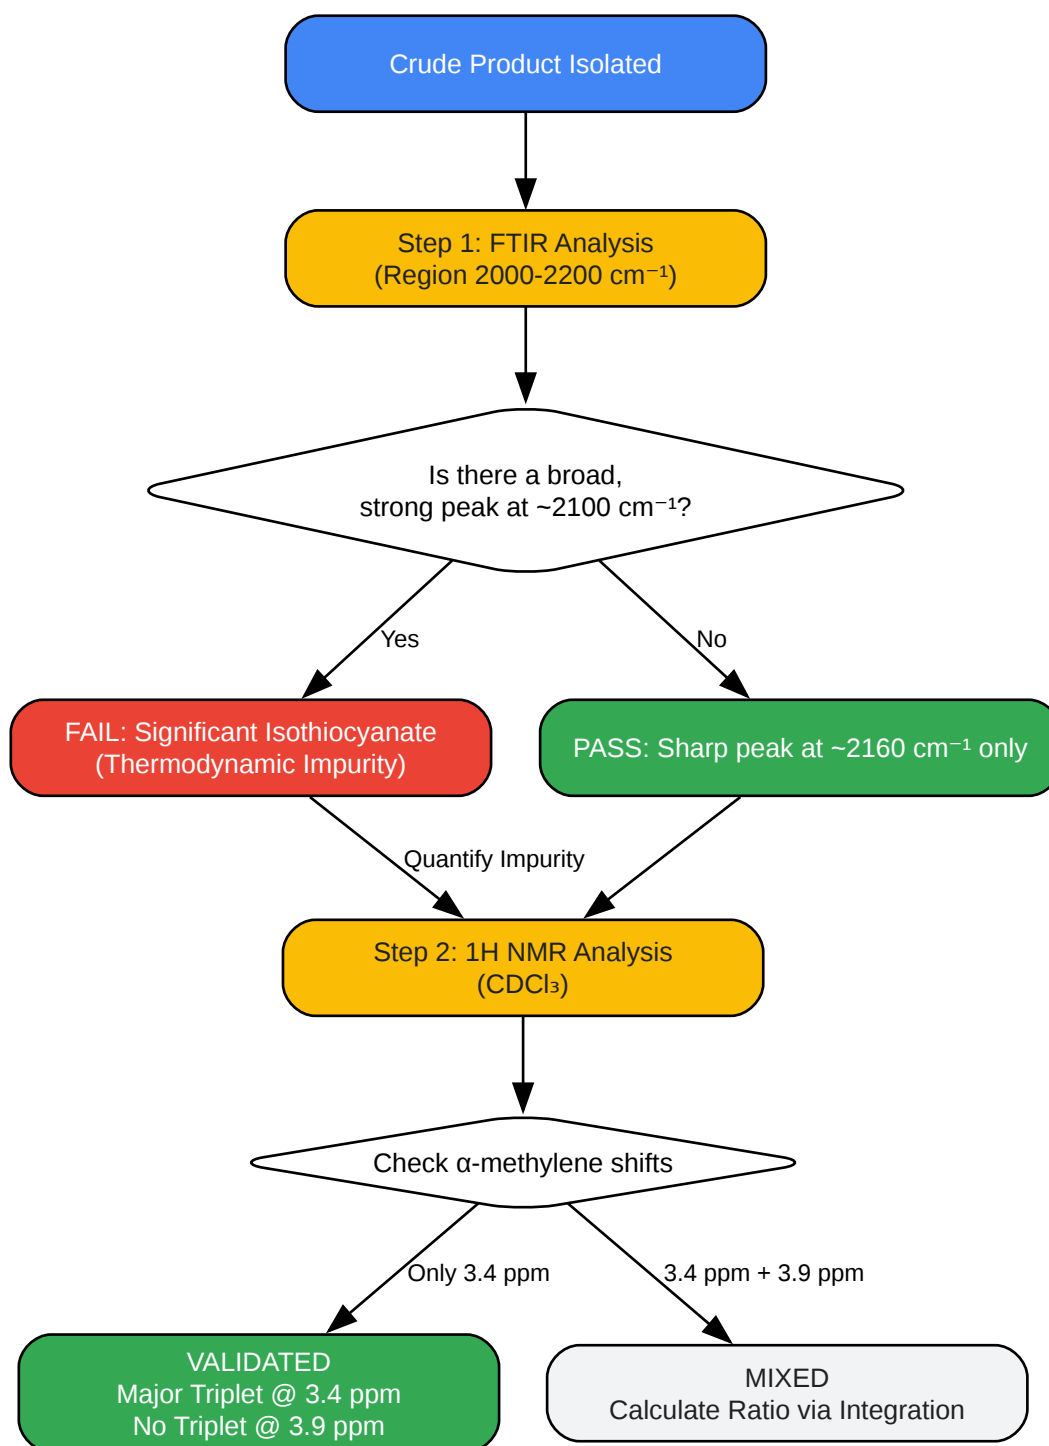 Crude Product Isolated
Step 1: FTIR Analysis
(Region 2000-2200 cm⁻¹)
Is there a broad,
strong peak at ~2100 cm⁻¹?
Yes
No
FAIL: Significant Isothiocyanate
(Thermodynamic Impurity)
PASS: Sharp peak at ~2160 cm⁻¹ only
Quantify Impurity
Step 2: 1H NMR Analysis
(CDCl₃)
Check α-methylene shifts
Only 3.4 ppm
3.4 ppm + 3.9 ppm
VALIDATED
Major Triplet @ 3.4 ppm
No Triplet @ 3.9 ppm
MIXED
Calculate Ratio via Integration